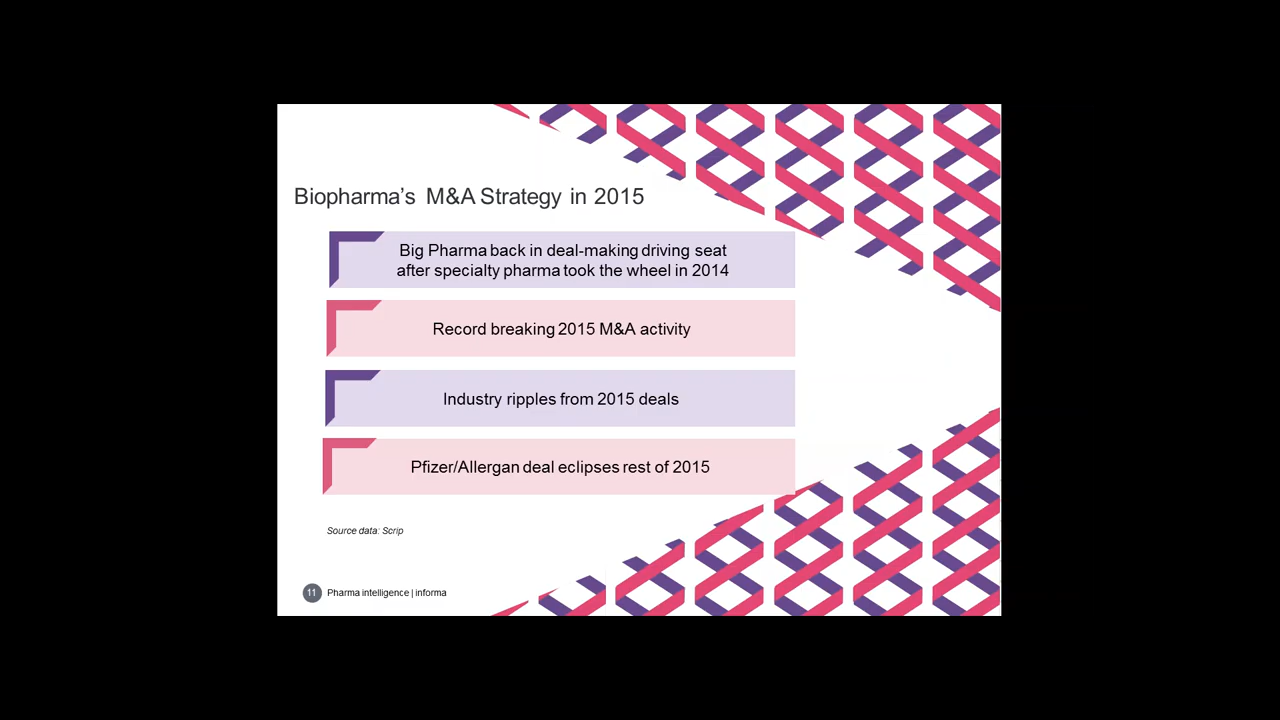 Biopharma's M&A Strategy in 2015
Big Pharma back in deal-making driving seat
after specialty pharma took the wheel in 2014
Record breaking 2015 M&A activity
Industry ripples from 2015 deals
Pfizer/Allergan deal eclipses rest of 2015
Source data: Scrip
11 Pharma intelligence | informa